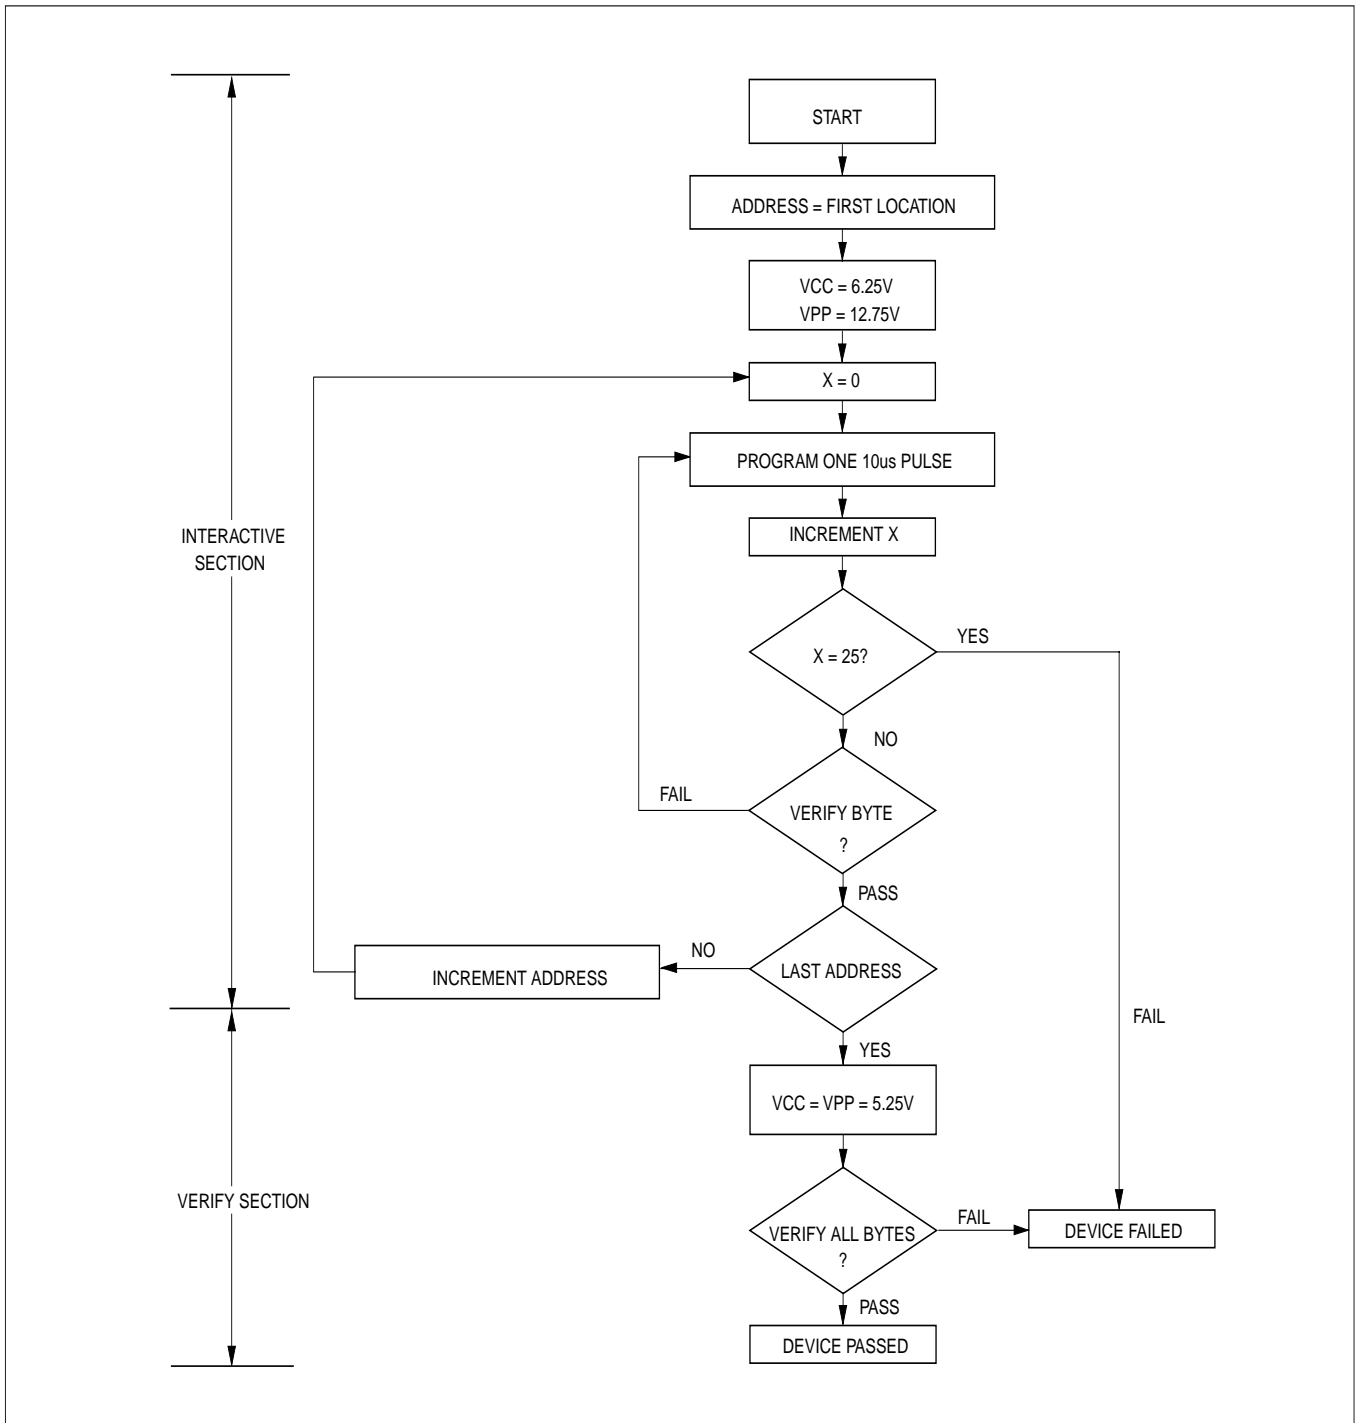 START
ADDRESS = FIRST LOCATION
VCC = 6.25V
VPP = 12.75V
X = 0
PROGRAM ONE 10us PULSE
INTERACTIVE
SECTION
INCREMENT X
X = 25?
YES
NO
FAIL
VERIFY BYTE
?
PASS
NO
INCREMENT ADDRESS
LAST ADDRESS
FAIL
YES
VCC = VPP = 5.25V
VERIFY SECTION
VERIFY ALL BYTES
?
FAIL
DEVICE FAILED
PASS
DEVICE PASSED